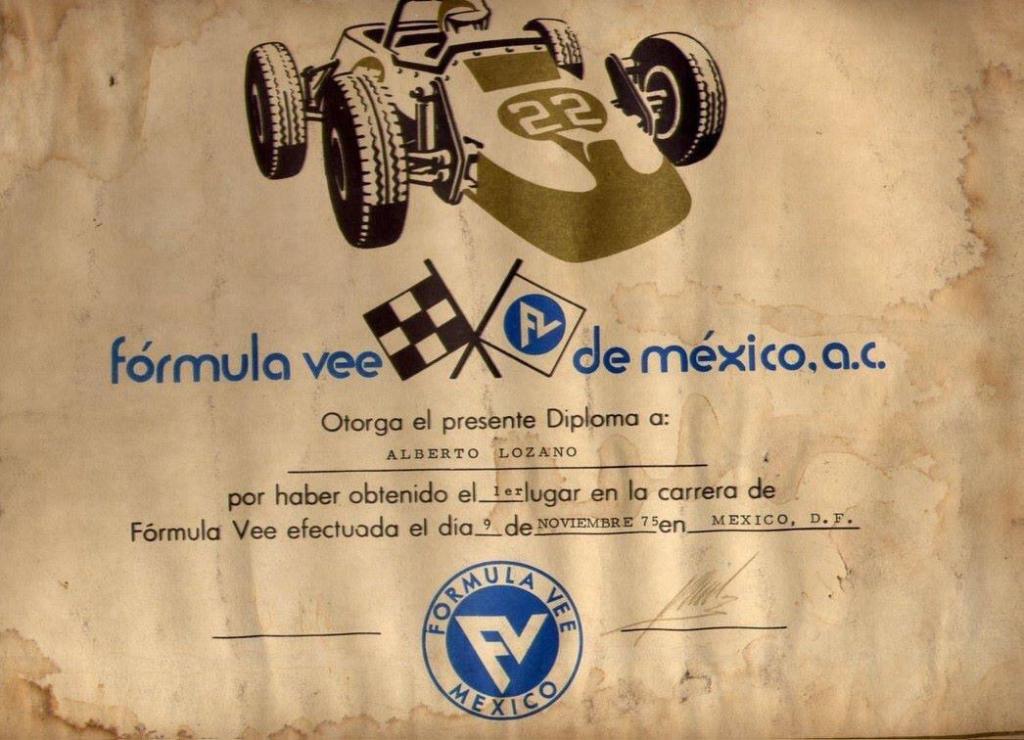 22
fórmula vee FV de méxico, a.c.
Otorga el presente Diploma a:
ALBERTO LOZANO
por haber obtenido el 1er lugar en la carrera de
Fórmula Vee efectuada el día 9 de NOVIEMBRE 75 en MEXICO, D.F.
FORMULA VEE
FV
MEXICO